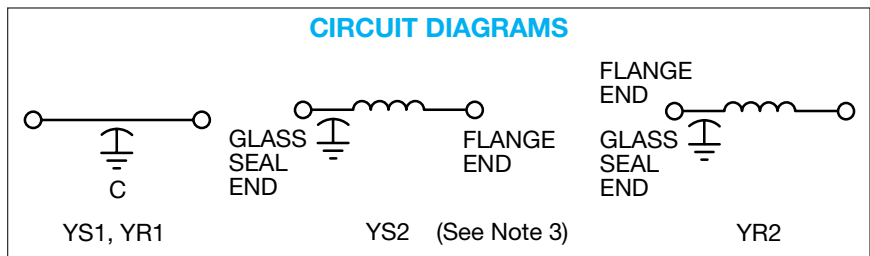 CIRCUIT DIAGRAMS
C
YS1, YR1
GLASS
SEAL
END
FLANGE
END
YS2 (See Note 3)
FLANGE
END
GLASS
SEAL
END
YR2